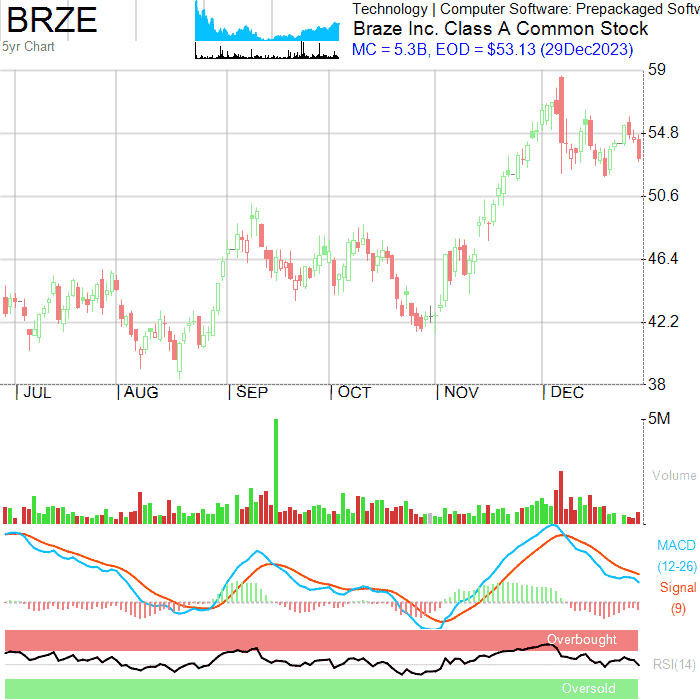 BRZE
5yr Chart
Technology | Computer Software: Prepackaged Softw
Braze Inc. Class A Common Stock
MC = 5.3B, EOD = $53.13 (29Dec2023)
59
54.8
50.6
46.4
42.2
38
JUL AUG SEP OCT NOV DEC
5M
Volume
MACD
(12-26)
Signal
(9)
Overbought
RSI(14)
Oversold